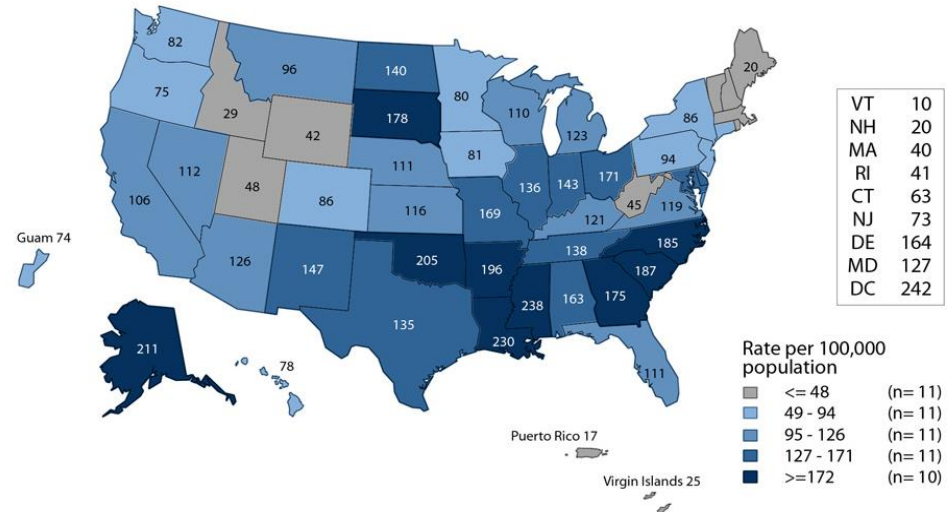 20
82
96
140
80
75
86
110
29
178
123
42
94
81
171
111
112
136
143
48
86
45
119
106
116
169
121
138
185
126
147
205
196
187
175
238
163
135
230
111
Guam 74
211
78
Puerto Rico 17
Virgin Islands 25
VT 10
NH 20
MA 40
RI 41
CT 63
NJ 73
DE 164
MD 127
DC 242
Rate per 100,000
population
<= 48 (n= 11)
49 - 94 (n= 11)
95 - 126 (n= 11)
127 - 171 (n= 11)
>=172 (n= 10)